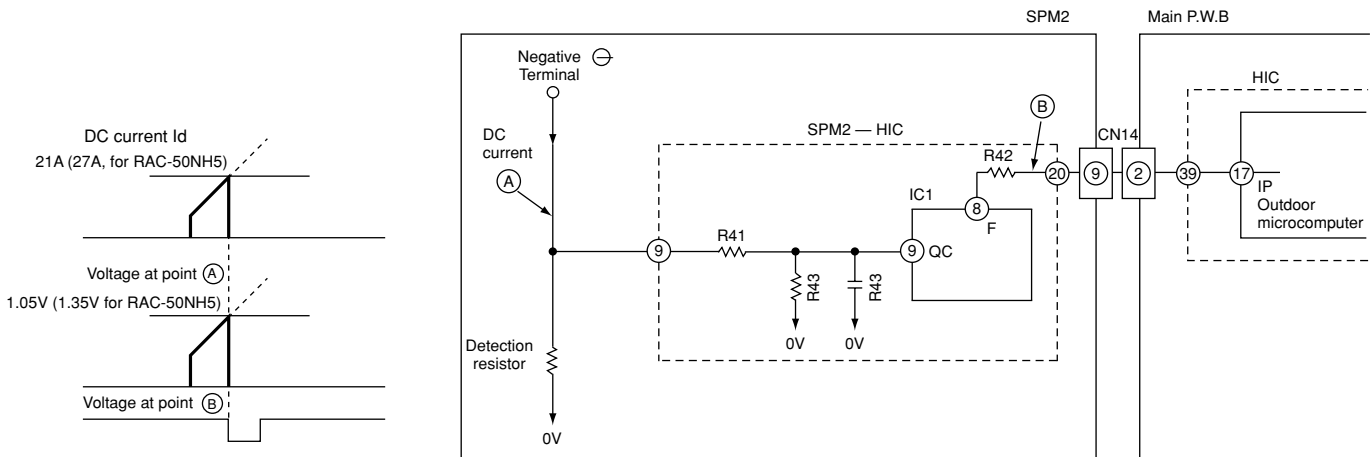 DC current Id
21A (27A, for RAC-50NH5)
Voltage at point A
1.05V (1.35V for RAC-50NH5)
Voltage at point B
SPM2
Main P.W.B
Negative ⊖
Terminal
DC
current
A
Detection
resistor
0V
SPM2 — HIC
B
CN14
HIC
R42
20
9
2
39
17
IP
Outdoor
microcomputer
IC1
8
F
9
R41
9
QC
R43
R43
0V
0V